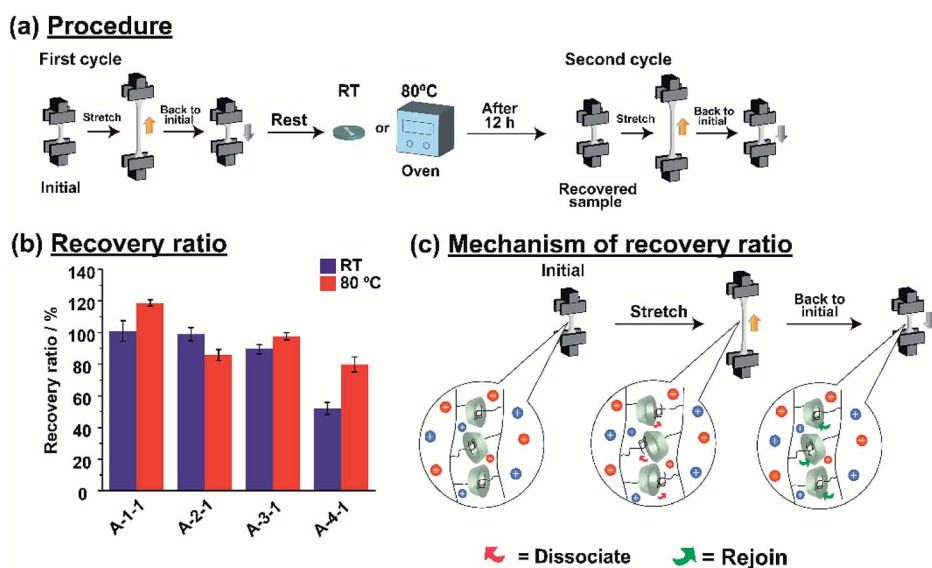 (a) Procedure
First cycle
Stretch
Back to
initial
Initial
Rest
RT
or
80ºC
Oven
After
12 h
Second cycle
Stretch
Back to
initial
Recovered
sample
(b) Recovery ratio
RT
80 ºC
Recovery ratio / %
140
120
100
80
60
40
20
0
A-1-1
A-2-1
A-3-1
A-4-1
(c) Mechanism of recovery ratio
Initial
Stretch
Back to
initial
= Dissociate
= Rejoin